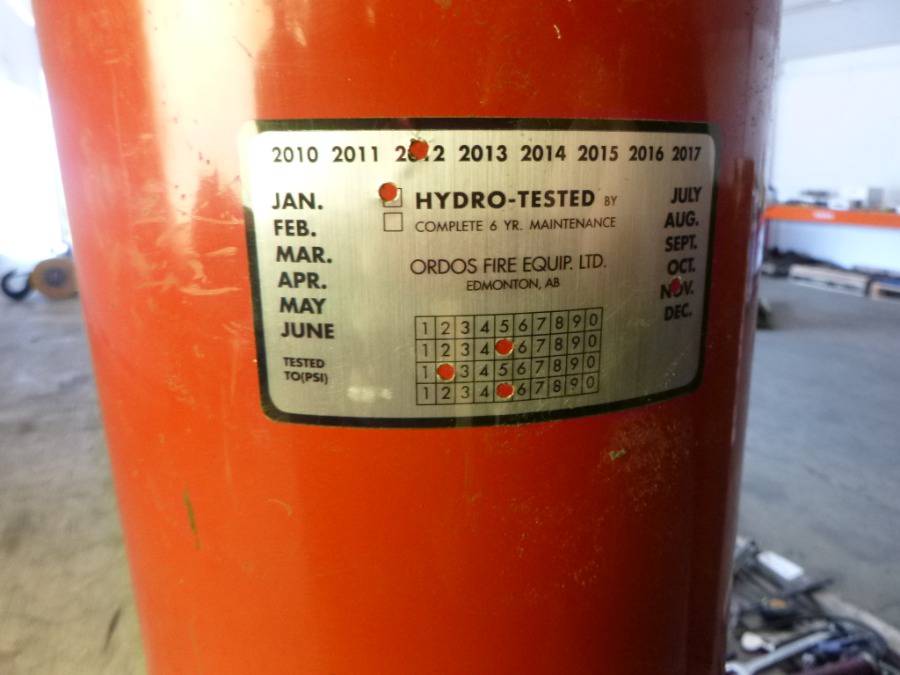 2010 2011 2012 2013 2014 2015 2016 2017
JAN.
FEB.
MAR.
APR.
MAY
JUNE
HYDRO-TESTED BY
COMPLETE 6 YR. MAINTENANCE
ORDOS FIRE EQUIP. LTD.
EDMONTON, AB
JULY
AUG.
SEPT.
OCT.
NOV.
DEC.
TESTED
TO(PSI)
1 2 3 4 5 6 7 8 9 0
1 2 3 4 6 7 8 9 0
1 3 4 5 6 7 8 9 0
1 2 3 4 6 7 8 9 0